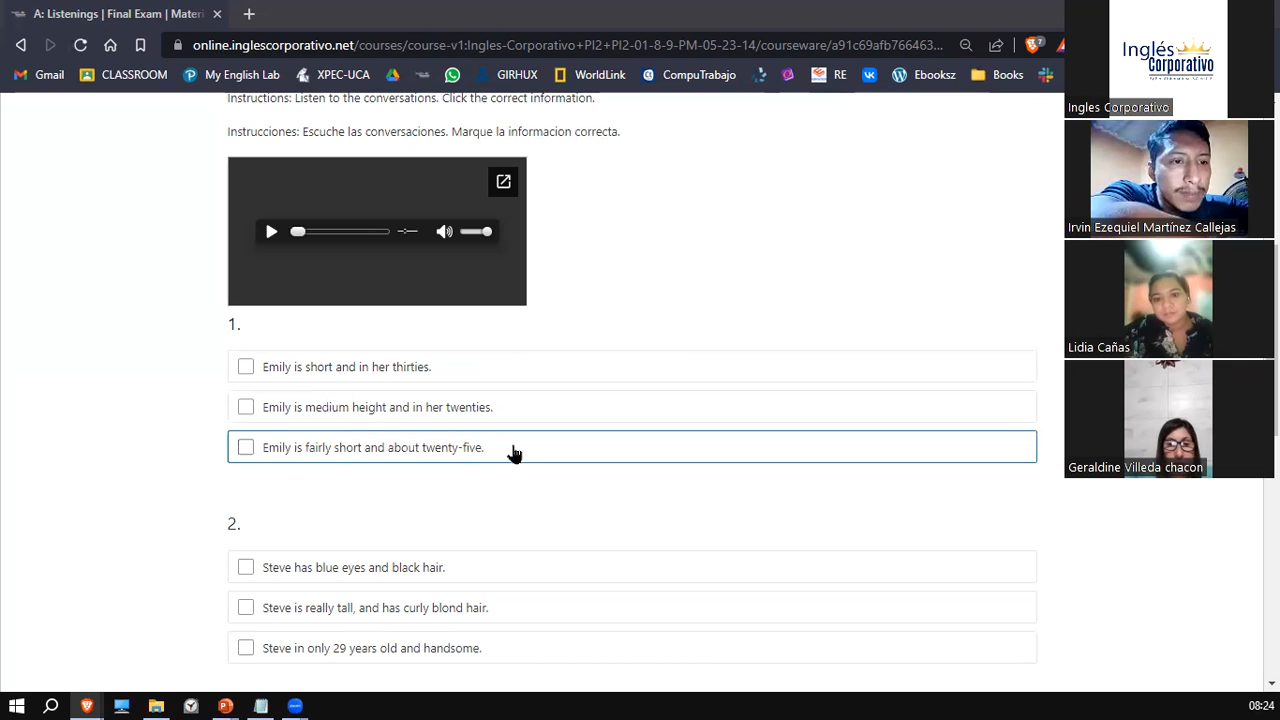 A: Listenings | Final Exam | Materi
online.inglescorporativo.net/courses/course-v1:Ingles-Corporativo+PI2+PI2-01-8-9-PM-05-23-14/courseware/a91c69afb766463...
7
Gmail
CLASSROOM
My English Lab
XPEC-UCA
GIRHUX
WorldLink
CompuTrabajo
RE
Ebooksz
Books
Instructions: Listen to the conversations. Click the correct information.
Instrucciones: Escuche las conversaciones. Marque la informacion correcta.
1.
Emily is short and in her thirties.
Emily is medium height and in her twenties.
Emily is fairly short and about twenty-five.
2.
Steve has blue eyes and black hair.
Steve is really tall, and has curly blond hair.
Steve in only 29 years old and handsome.
Inglés
Corporativo
Ingles Corporativo
Irvin Ezequiel Martínez Callejas
Lidia Cañas
Geraldine Villeda chacon
08:24